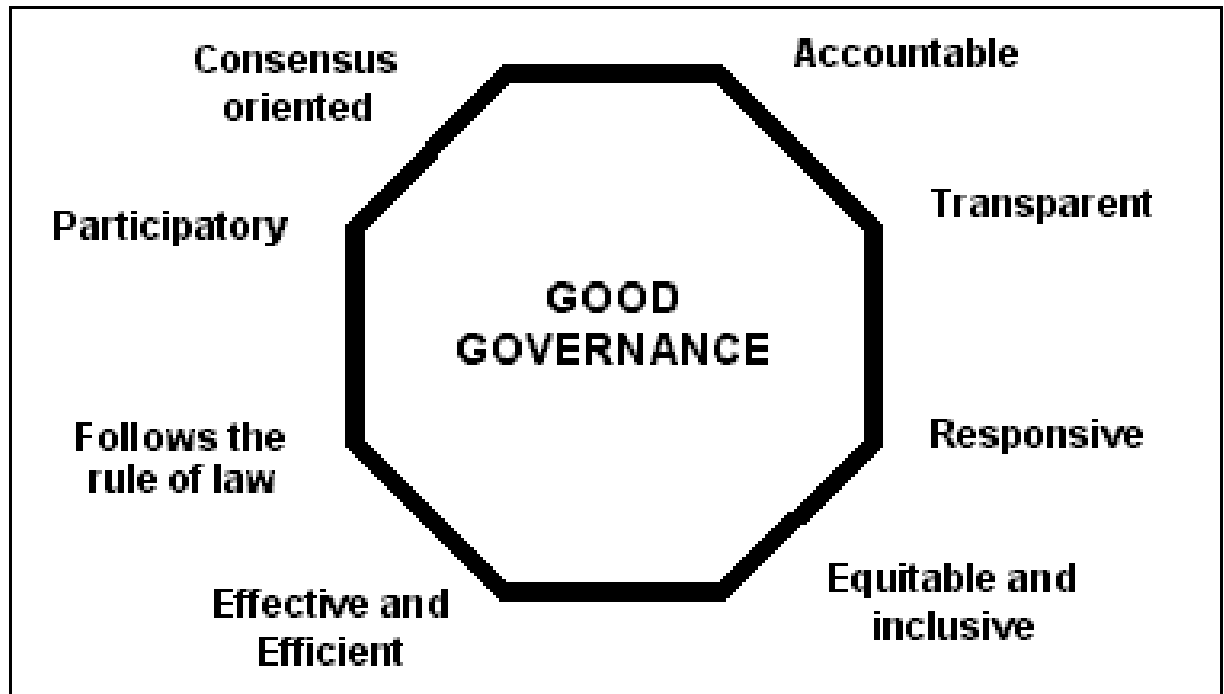 Consensus
oriented
Accountable
Participatory
Transparent
GOOD
GOVERNANCE
Follows the
rule of law
Responsive
Effective and
Efficient
Equitable and
inclusive